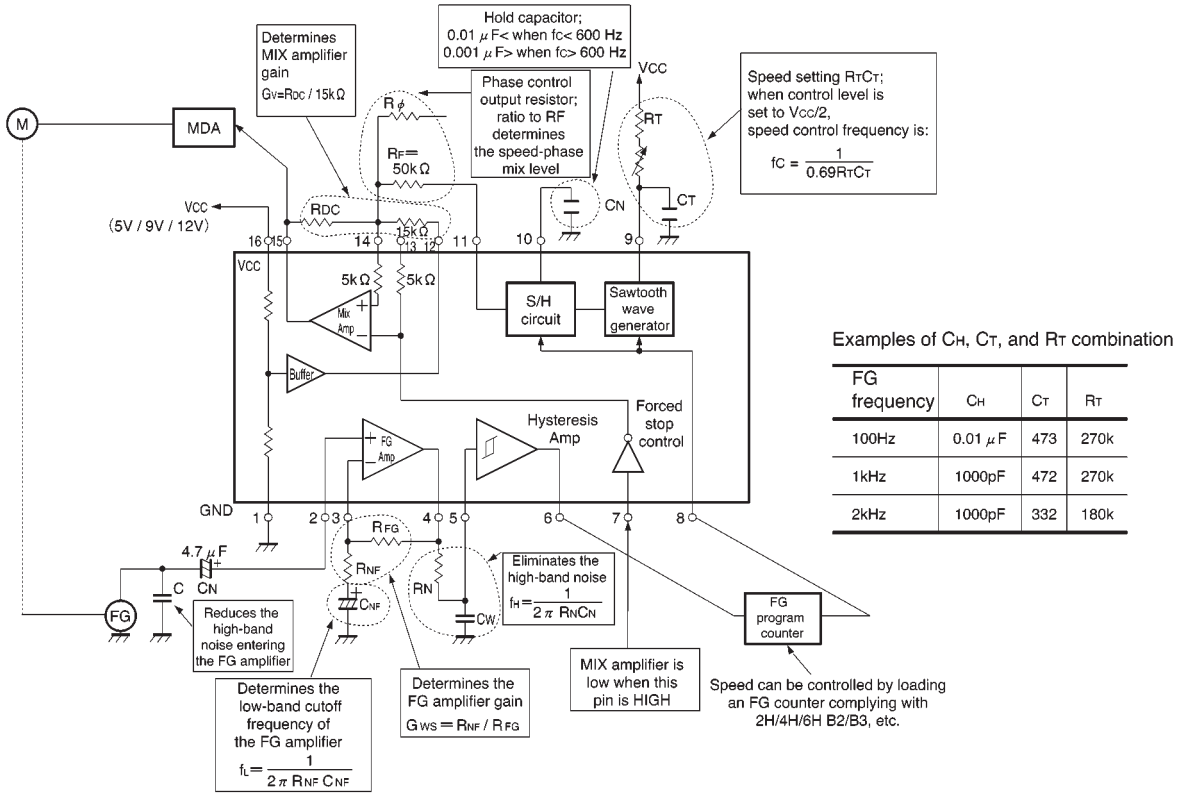 Hold capacitor;
0.01 μF< when fc< 600 Hz
0.001 μF> when fc> 600 Hz
Determines
MIX amplifier
gain
GV=RDC / 15kΩ
Phase control
output resistor;
ratio to RF
determines
the speed-phase
mix level
Speed setting RTCT;
when control level is
set to VCC/2,
speed control frequency is:
fC = 1
0.69RTCT
M
MDA
Rφ
RF=
50kΩ
VCC
RT
CT
CN
VCC
(5V / 9V / 12V)
RDC
15kΩ
16 15 14 13 12 11 10 9
VCC
5kΩ
5kΩ
Mix
Amp
+
−
S/H
circuit
Sawtooth
wave
generator
Buffer
+
−
FG
Amp
Hysteresis
Amp
Forced
stop
control
GND
1 2 3 4 5 6 7 8
RFG
RNF
+
CNF
RN
CW
4.7 μF
+
CN
C
FG
Reduces the
high-band
noise entering
the FG amplifier
Eliminates the
high-band noise
fH= 1
2 π RNCN
FG
program
counter
Determines the
low-band cutoff
frequency of
the FG amplifier
fL= 1
2 π RNF CNF
Determines the
FG amplifier gain
GWS = RNF / RFG
MIX amplifier is
low when this
pin is HIGH
Speed can be controlled by loading
an FG counter complying with
2H/4H/6H B2/B3, etc.
Examples of CH, CT, and RT combination
FG
frequency CH CT RT
100Hz 0.01 μF 473 270k
1kHz 1000pF 472 270k
2kHz 1000pF 332 180k